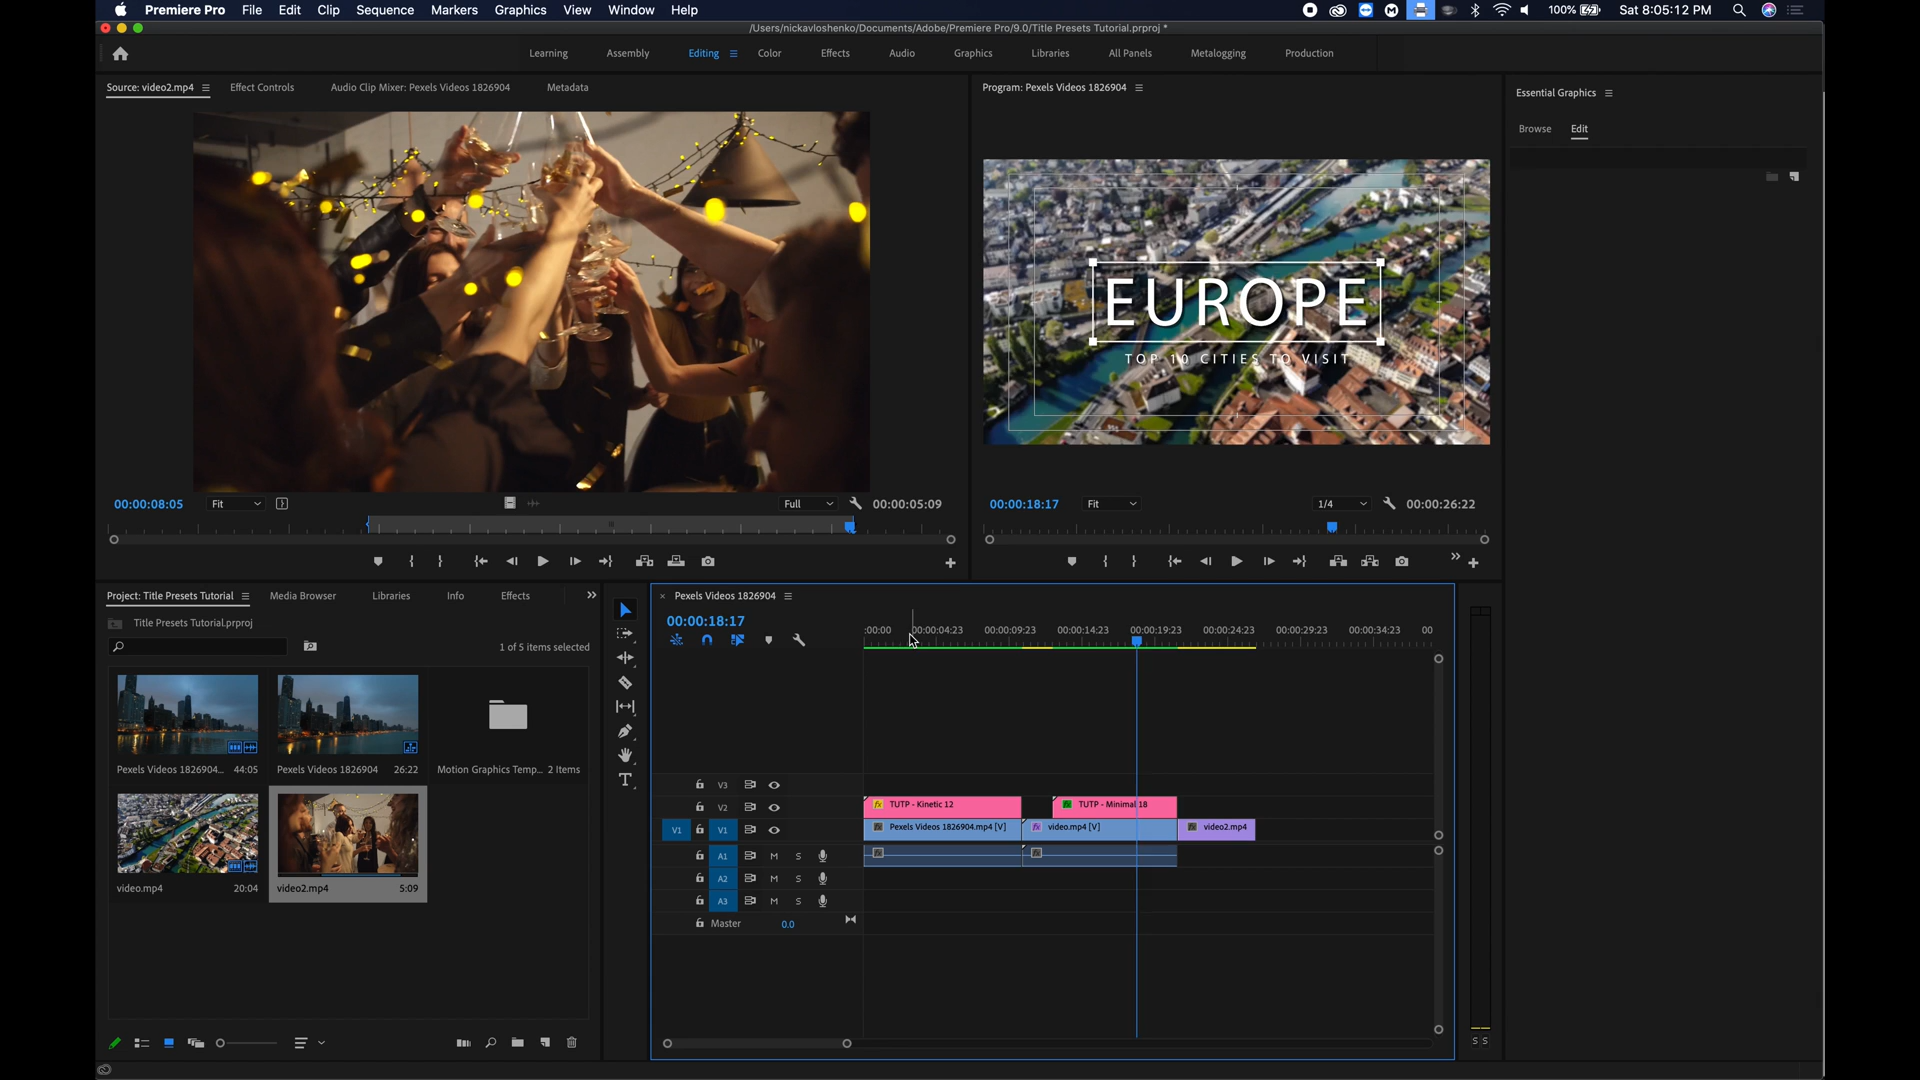 Premiere Pro File Edit Clip Sequence Markers Graphics View Window Help
100% Sat 8:05:12 PM
/Users/nickavloshenko/Documents/Adobe/Premiere Pro/9.0/Title Presets Tutorial.prproj *
Learning Assembly Editing Color Effects Audio Graphics Libraries All Panels Metalogging Production
Source: video2.mp4 Effect Controls Audio Clip Mixer: Pexels Videos 1826904 Metadata
Program: Pexels Videos 1826904
Essential Graphics
Browse Edit
EUROPE
TOP 10 CITIES TO VISIT
00:00:08:05 Fit Full 00:00:05:09
00:00:18:17 Fit 1/4 00:00:26:22
Project: Title Presets Tutorial Media Browser Libraries Info Effects
Title Presets Tutorial.prproj
1 of 5 items selected
Pexels Videos 1826904... 44:05
Pexels Videos 1826904 26:22
Motion Graphics Temp... 2 Items
video.mp4 20:04
video2.mp4 5:09
Pexels Videos 1826904
00:00:18:17
:00:00 00:00:04:23 00:00:09:23 00:00:14:23 00:00:19:23 00:00:24:23 00:00:29:23 00:00:34:23 00
V3
V2 TUTP - Kinetic 12 TUTP - Minimal 18
V1 V1 Pexels Videos 1826904.mp4 [V] video.mp4 [V] video2.mp4
A1 M S
A2 M S
A3 M S
Master 0.0
S S